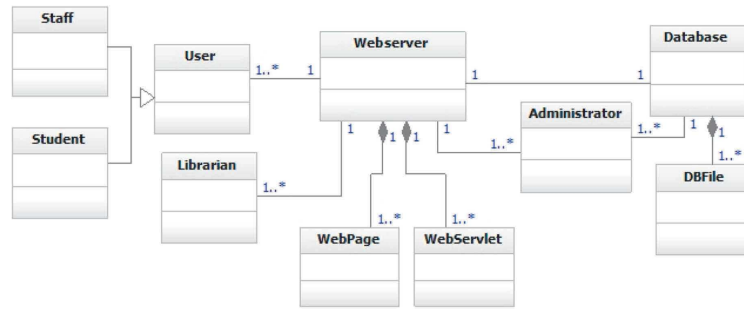 Staff
User
Webserver
Database
1..*
1
1
1
Administrator
Student
1
1
1
1
1..*
1..*
1
1
Librarian
1..*
1..*
DBFile
1..*
1..*
WebPage
WebServlet